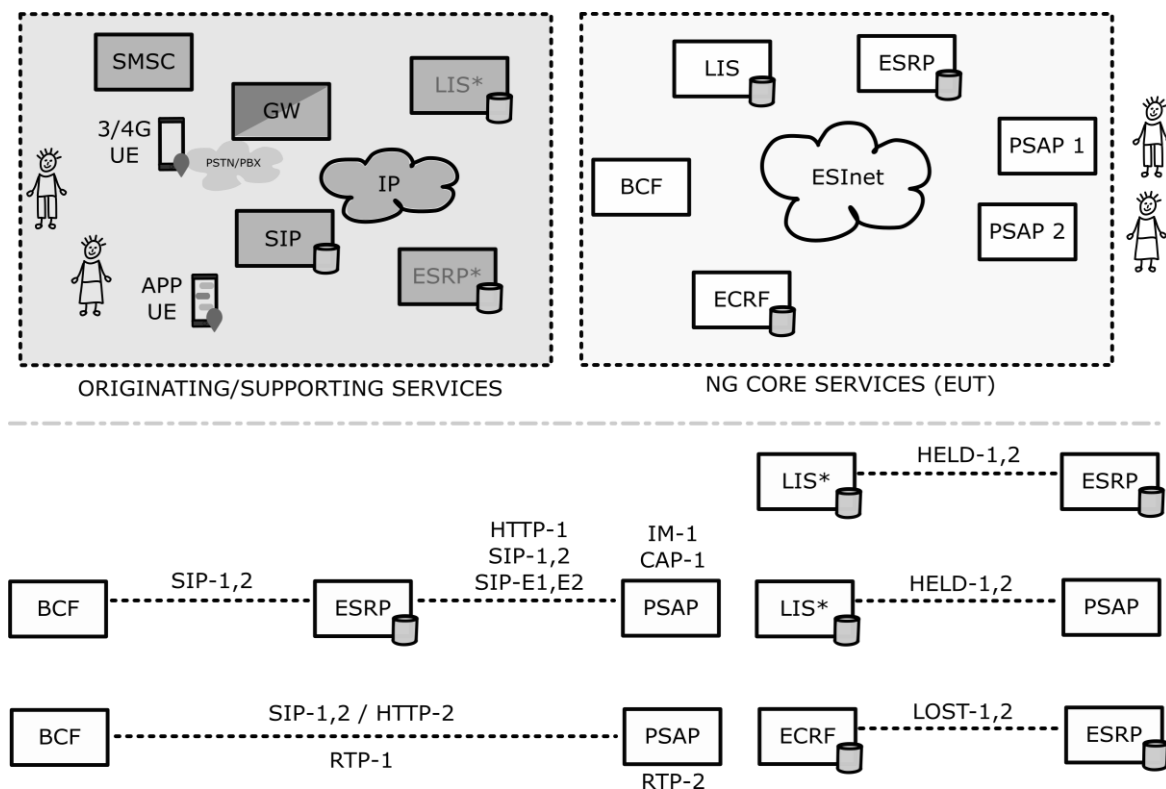 SMSC
LIS*
GW
3/4G
UE
PSTN/PBX
IP
SIP
ESRP*
APP
UE
ORIGINATING/SUPPORTING SERVICES
LIS
ESRP
PSAP 1
BCF
ESInet
PSAP 2
ECRF
NG CORE SERVICES (EUT)
HELD-1,2
LIS*
ESRP
HTTP-1
SIP-1,2
SIP-E1,E2
IM-1
CAP-1
SIP-1,2
BCF
ESRP
PSAP
HELD-1,2
LIS*
PSAP
SIP-1,2 / HTTP-2
BCF
PSAP
RTP-1
RTP-2
LOST-1,2
ECRF
ESRP